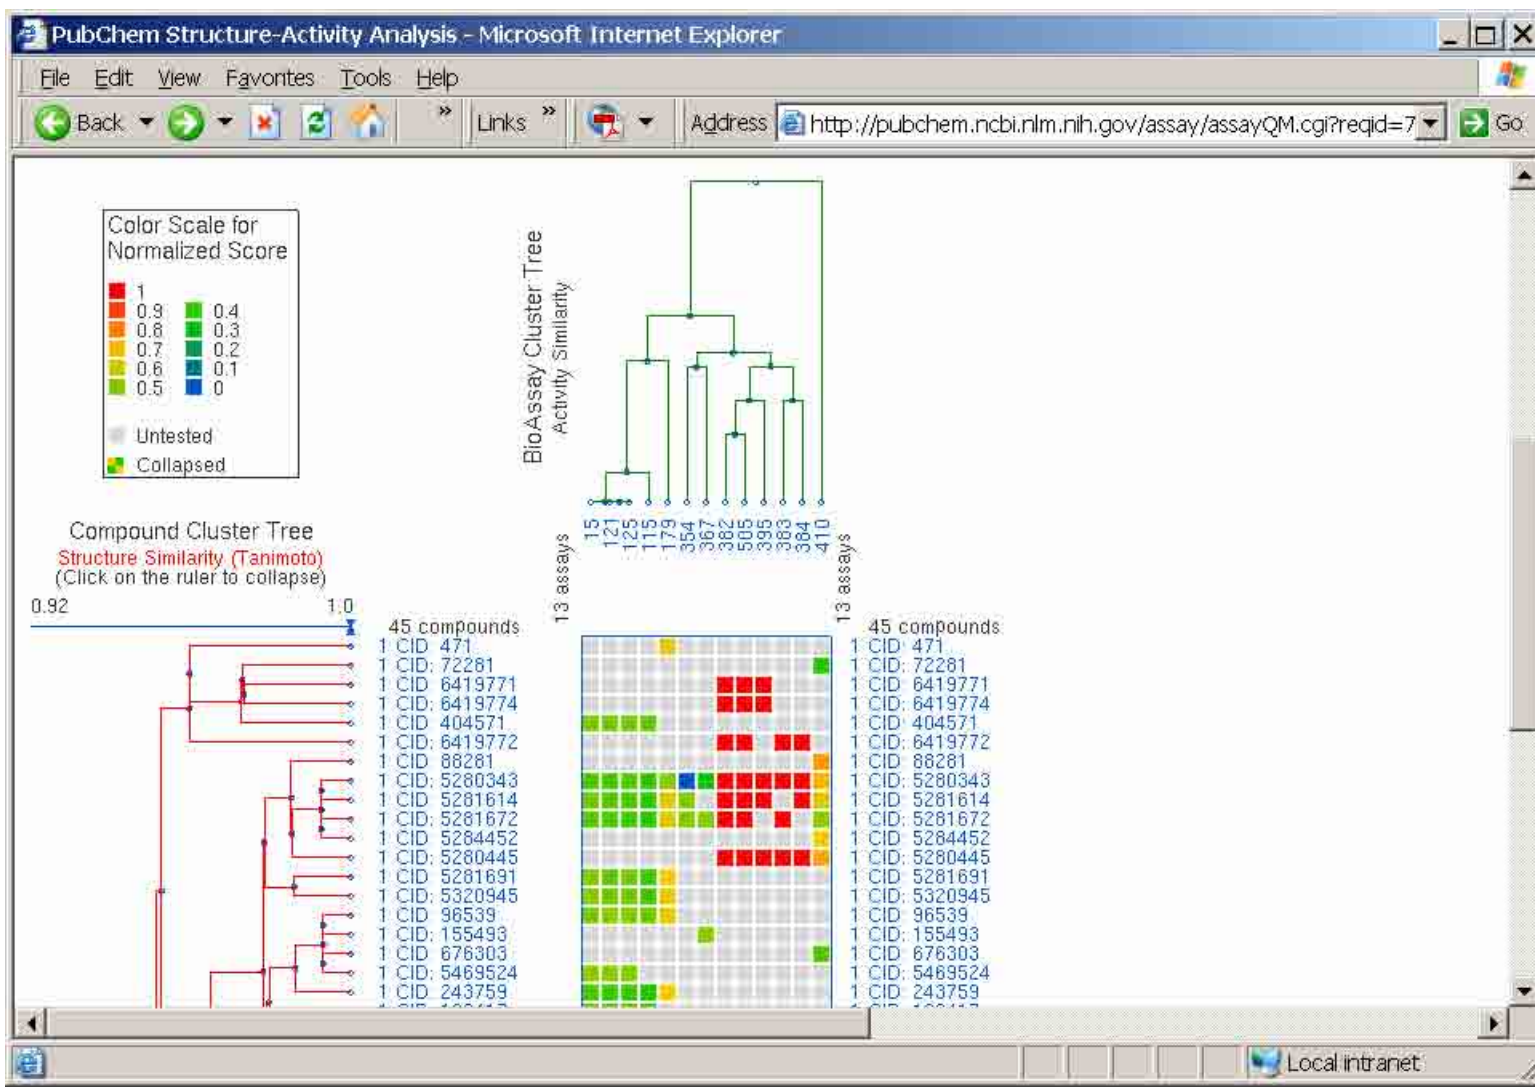 PubChem Structure-Activity Analysis - Microsoft Internet Explorer
File Edit View Favorites Tools Help
Back » Links » Address http://pubchem.ncbi.nlm.nih.gov/assay/assayQM.cgi?reqid=7 Go
Color Scale for
Normalized Score
1
0.9 0.4
0.8 0.3
0.7 0.2
0.6 0.1
0.5 0
Untested
Collapsed
BioAssay Cluster Tree
Activity Similarity
Compound Cluster Tree
Structure Similarity (Tanimoto)
(Click on the ruler to collapse)
0.92 1.0
13 assays 15 121 125 115 179 354 367 382 505 395 383 384 410 13 assays
45 compounds 45 compounds
1 CID: 471 1 CID: 471
1 CID: 72281 1 CID: 72281
1 CID: 6419771 1 CID: 6419771
1 CID: 6419774 1 CID: 6419774
1 CID: 404571 1 CID: 404571
1 CID: 6419772 1 CID: 6419772
1 CID: 88281 1 CID: 88281
1 CID: 5280343 1 CID: 5280343
1 CID: 5281614 1 CID: 5281614
1 CID: 5281672 1 CID: 5281672
1 CID: 5284452 1 CID: 5284452
1 CID: 5280445 1 CID: 5280445
1 CID: 5281691 1 CID: 5281691
1 CID: 5320945 1 CID: 5320945
1 CID: 96539 1 CID: 96539
1 CID: 155493 1 CID: 155493
1 CID: 676303 1 CID: 676303
1 CID: 5469524 1 CID: 5469524
1 CID: 243759 1 CID: 243759
Local intranet